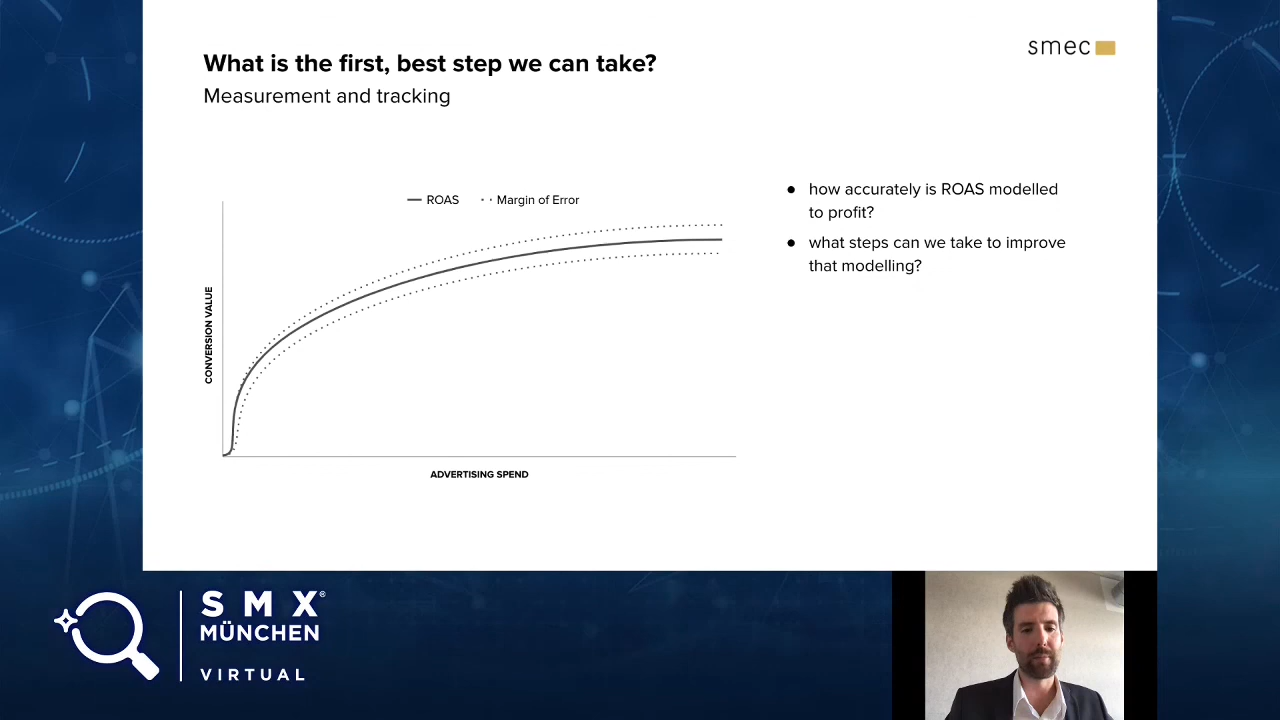 What is the first, best step we can take?
Measurement and tracking
smec
ROAS
Margin of Error
CONVERSION VALUE
ADVERTISING SPEND
● how accurately is ROAS modelled
to profit?
● what steps can we take to improve
that modelling?
SMX®
MÜNCHEN
VIRTUAL